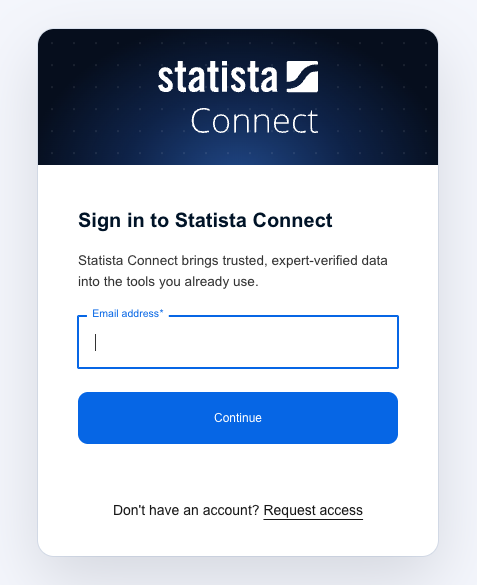 statista
Connect
Sign in to Statista Connect
Statista Connect brings trusted, expert-verified data
into the tools you already use.
Email address*
Continue
Don't have an account? Request access